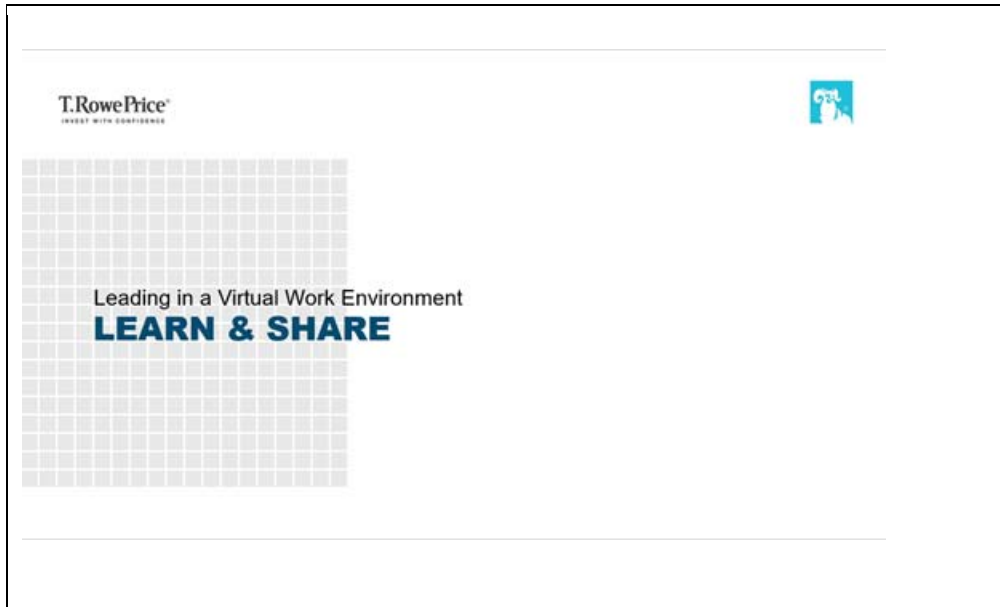 T.RowePrice®
INVEST WITH CONFIDENCE
Leading in a Virtual Work Environment
LEARN & SHARE